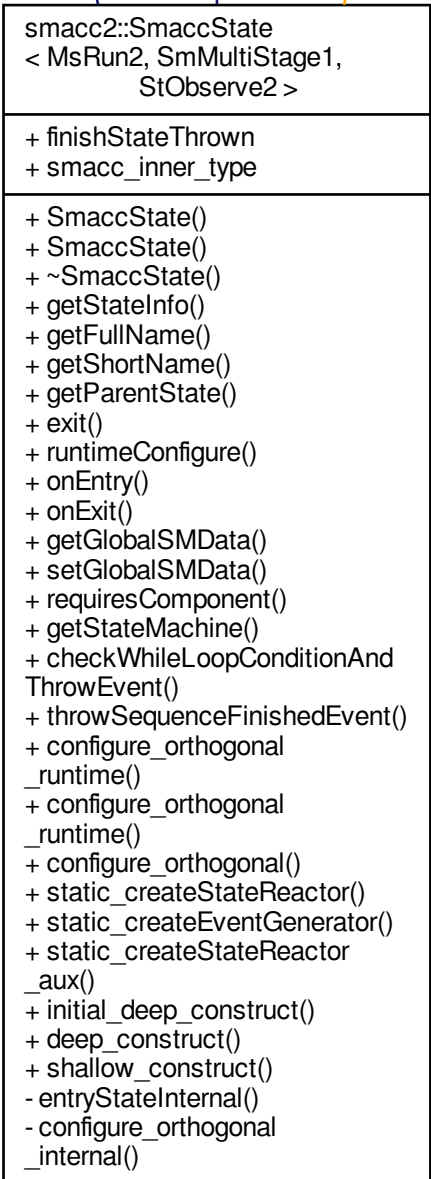 smacc2::SmaccState
< MsRun2, SmMultiStage1,
StObserve2 >
+ finishStateThrown
+ smacc_inner_type
+ SmaccState()
+ SmaccState()
+ ~SmaccState()
+ getStateInfo()
+ getFullName()
+ getShortName()
+ getParentState()
+ exit()
+ runtimeConfigure()
+ onEntry()
+ onExit()
+ getGlobalSMData()
+ setGlobalSMData()
+ requiresComponent()
+ getStateMachine()
+ checkWhileLoopConditionAnd
ThrowEvent()
+ throwSequenceFinishedEvent()
+ configure_orthogonal
_runtime()
+ configure_orthogonal
_runtime()
+ configure_orthogonal()
+ static_createStateReactor()
+ static_createEventGenerator()
+ static_createStateReactor
_aux()
+ initial_deep_construct()
+ deep_construct()
+ shallow_construct()
- entryStateInternal()
- configure_orthogonal
_internal()